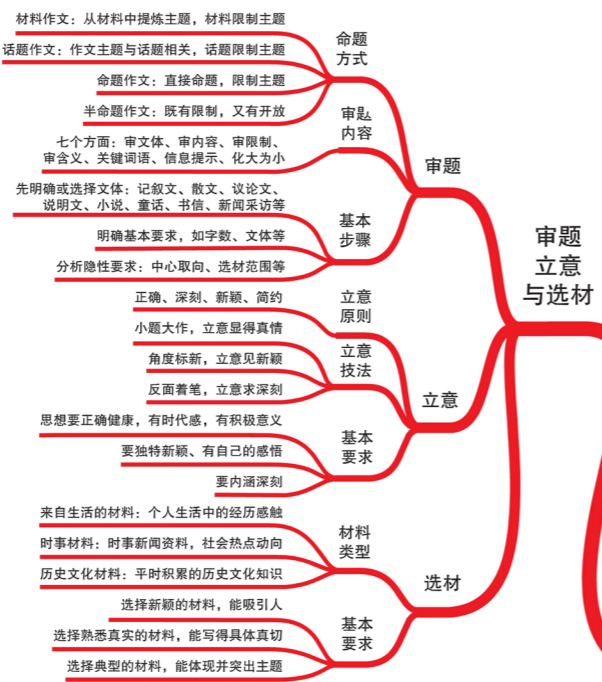 材料作文：从材料中提炼主题，材料限制主题
话题作文：作文主题与话题相关，话题限制主题
命题作文：直接命题，限制主题
半命题作文：既有限制，又有开放
命题
方式
七个方面：审文体、审内容、审限制、
审含义、关键词语、信息提示、化大为小
审题
内容
先明确或选择文体：记叙文、散文、议论文、
说明文、小说、童话、书信、新闻采访等
明确基本要求，如字数、文体等
分析隐性要求：中心取向、选材范围等
基本
步骤
审题
正确、深刻、新颖、简约
立意
原则
小题大作，立意显得真情
角度标新，立意见新颖
反面着笔，立意求深刻
立意
技法
思想要正确健康，有时代感，有积极意义
要独特新颖、有自己的感悟
要内涵深刻
基本
要求
立意
来自生活的材料：个人生活中的经历感触
时事材料：时事新闻资料，社会热点动向
历史文化材料：平时积累的历史文化知识
材料
类型
选择新颖的材料，能吸引人
选择熟悉真实的材料，能写得具体真切
选择典型的材料，能体现并突出主题
基本
要求
选材
审题
立意
与选材